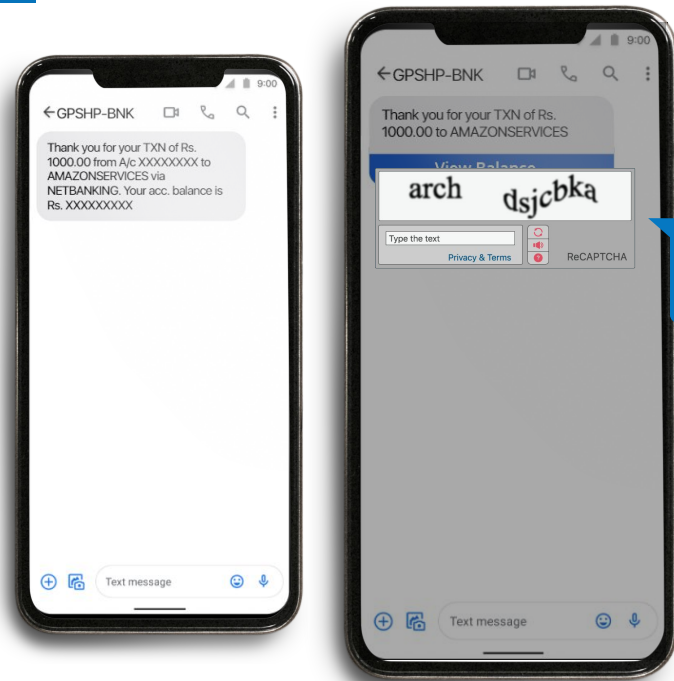 9:00
GPSHP-BNK
Thank you for your TXN of Rs.
1000.00 from A/c XXXXXXXX to
AMAZONSERVICES via
NETBANKING. Your acc. balance is
Rs. XXXXXXXXX
Text message
9:00
GPSHP-BNK
Thank you for your TXN of Rs.
1000.00 to AMAZONSERVICES
View Balance
arch dsjcbka
Type the text
Privacy & Terms
ReCAPTCHA
Text message